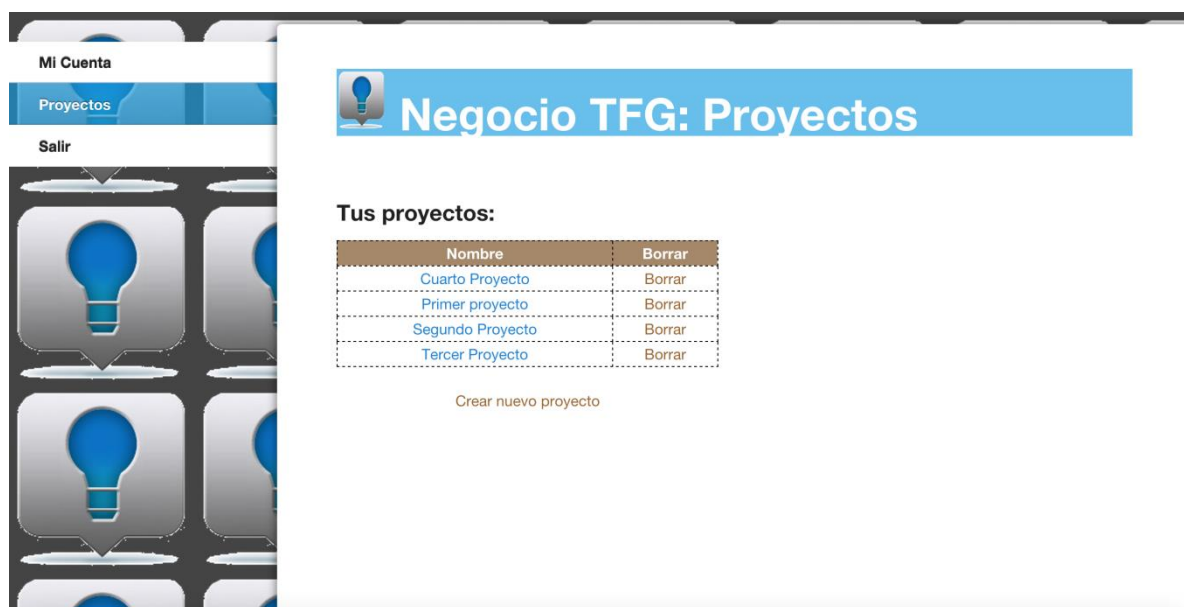 Mi Cuenta
Proyectos
Salir
Negocio TFG: Proyectos
Tus proyectos:
Nombre Borrar
Cuarto Proyecto Borrar
Primer proyecto Borrar
Segundo Proyecto Borrar
Tercer Proyecto Borrar
Crear nuevo proyecto